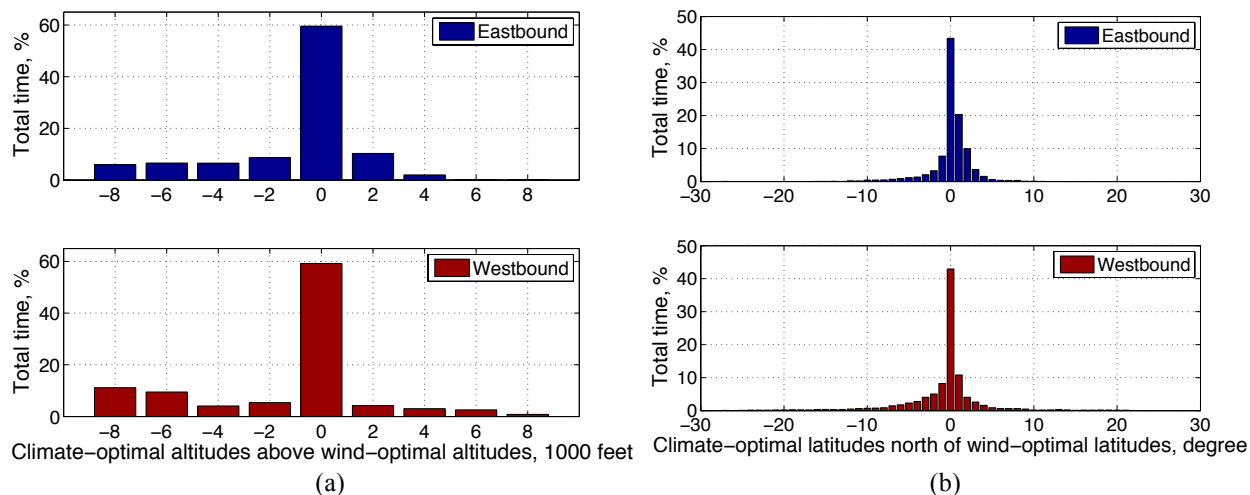 Total time, %
60
40
20
0
Eastbound
−8 −6 −4 −2 0 2 4 6 8
Total time, %
60
40
20
0
Westbound
−8 −6 −4 −2 0 2 4 6 8
Climate−optimal altitudes above wind−optimal altitudes, 1000 feet
(a)
Total time, %
50
40
30
20
10
0
Eastbound
−30 −20 −10 0 10 20 30
Total time, %
50
40
30
20
10
0
Westbound
−30 −20 −10 0 10 20 30
Climate−optimal latitudes north of wind−optimal latitudes, degree
(b)